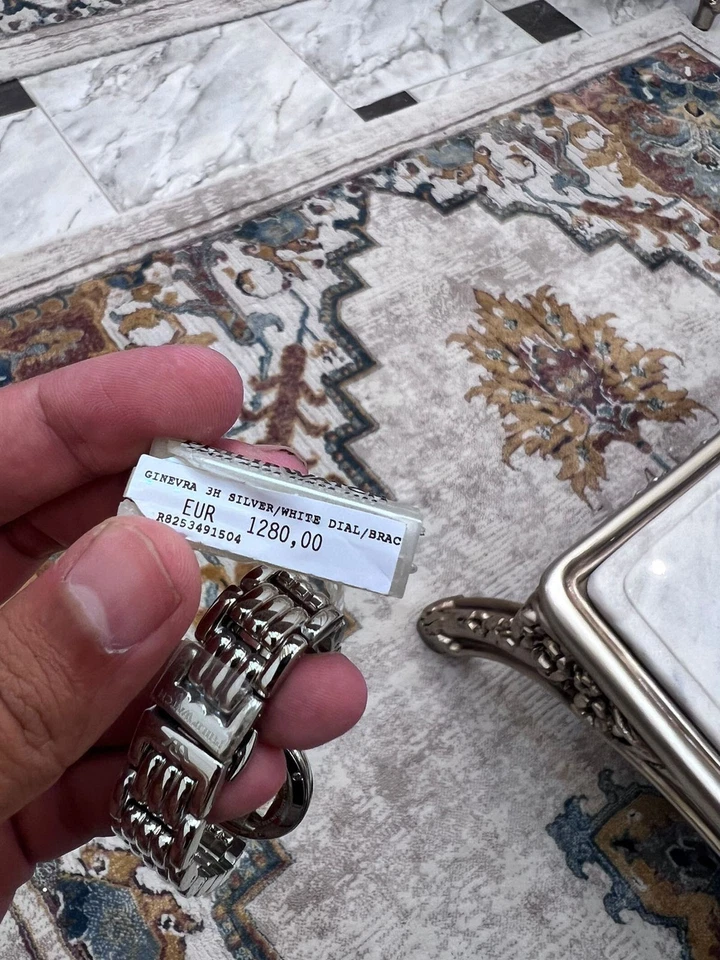 GINEVRA 3H SILVER/WHITE DIAL/BRAC
EUR 1280,00
R8253491504